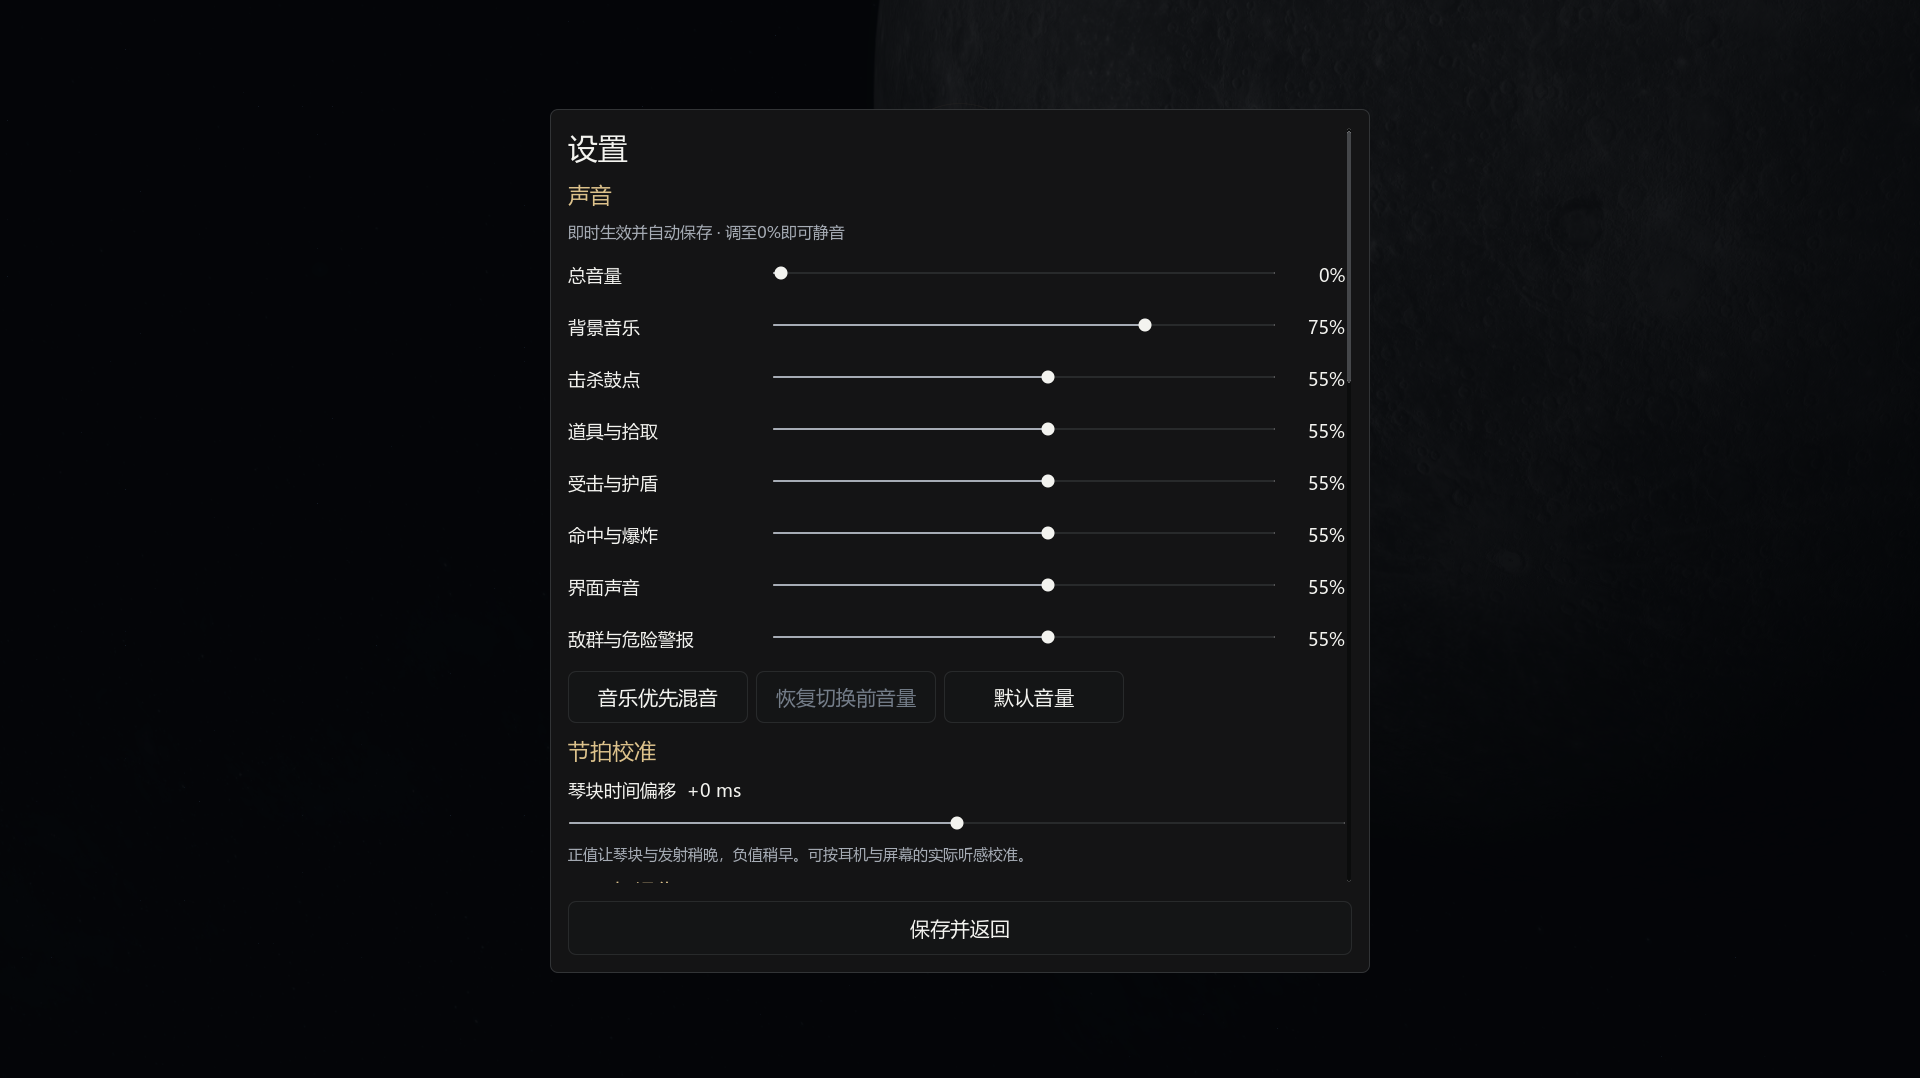 设置
声音
即时生效并自动保存 · 调至0%即可静音
总音量 0%
背景音乐 75%
击杀鼓点 55%
道具与拾取 55%
受击与护盾 55%
命中与爆炸 55%
界面声音 55%
敌群与危险警报 55%
音乐优先混音 恢复切换前音量 默认音量
节拍校准
琴块时间偏移 +0 ms
正值让琴块与发射稍晚，负值稍早。可按耳机与屏幕的实际听感校准。
保存并返回